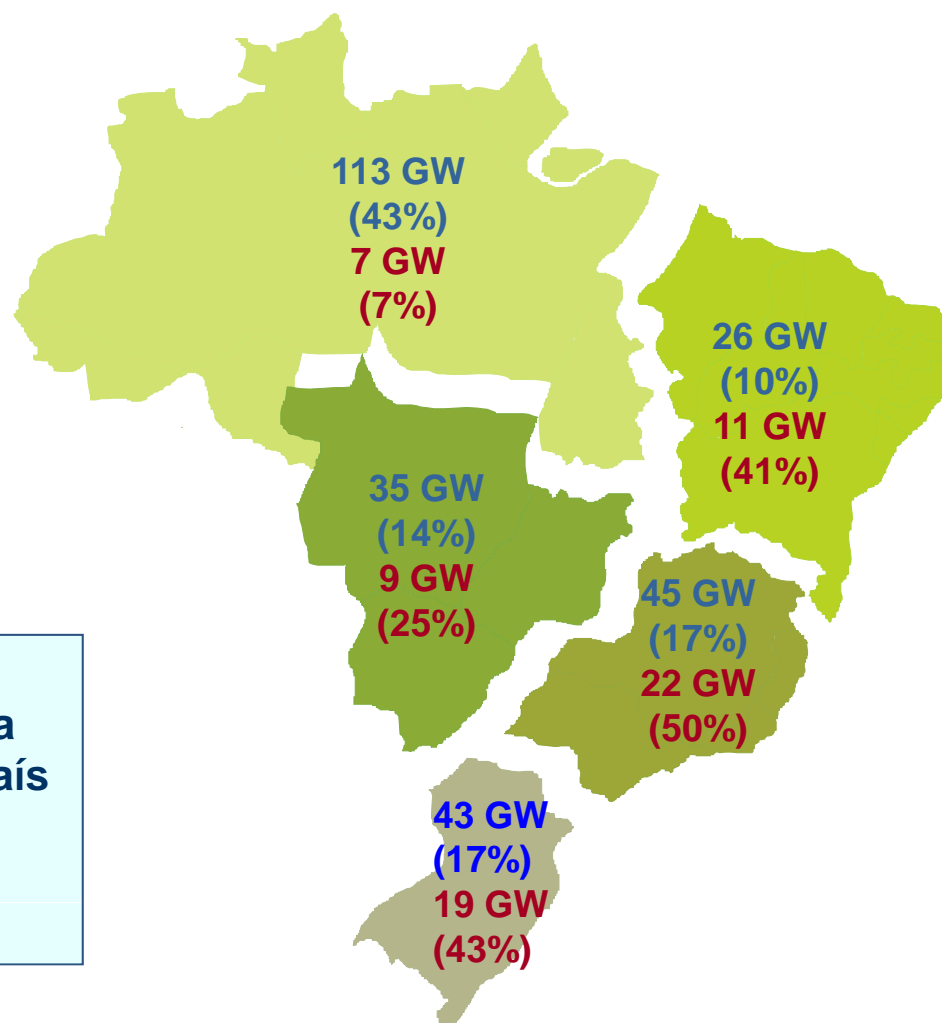 113 GW
(43%)
7 GW
(7%)
26 GW
(10%)
11 GW
(41%)
35 GW
(14%)
9 GW
(25%)
45 GW
(17%)
22 GW
(50%)
a
aís
43 GW
(17%)
19 GW
(43%)